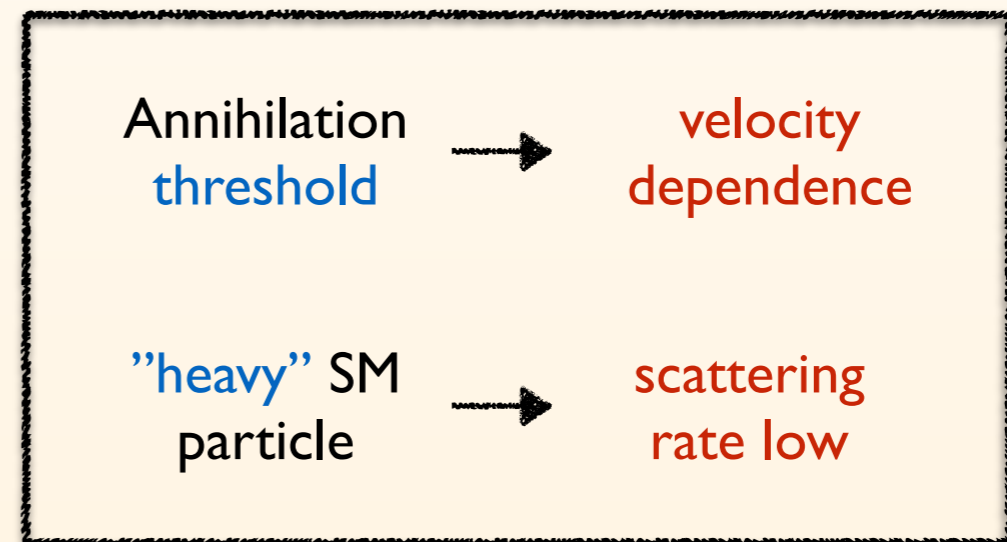 Annihilation threshold
velocity dependence
”heavy” SM particle
scattering rate low